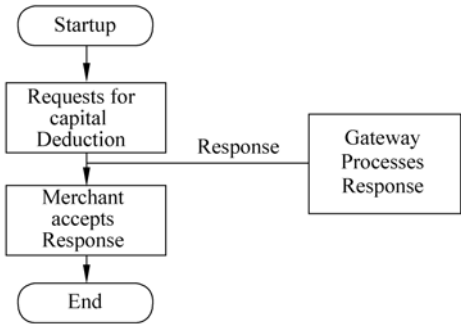 Startup
Requests for
capital
Deduction
Response
Gateway
Processes
Response
Merchant
accepts
Response
End